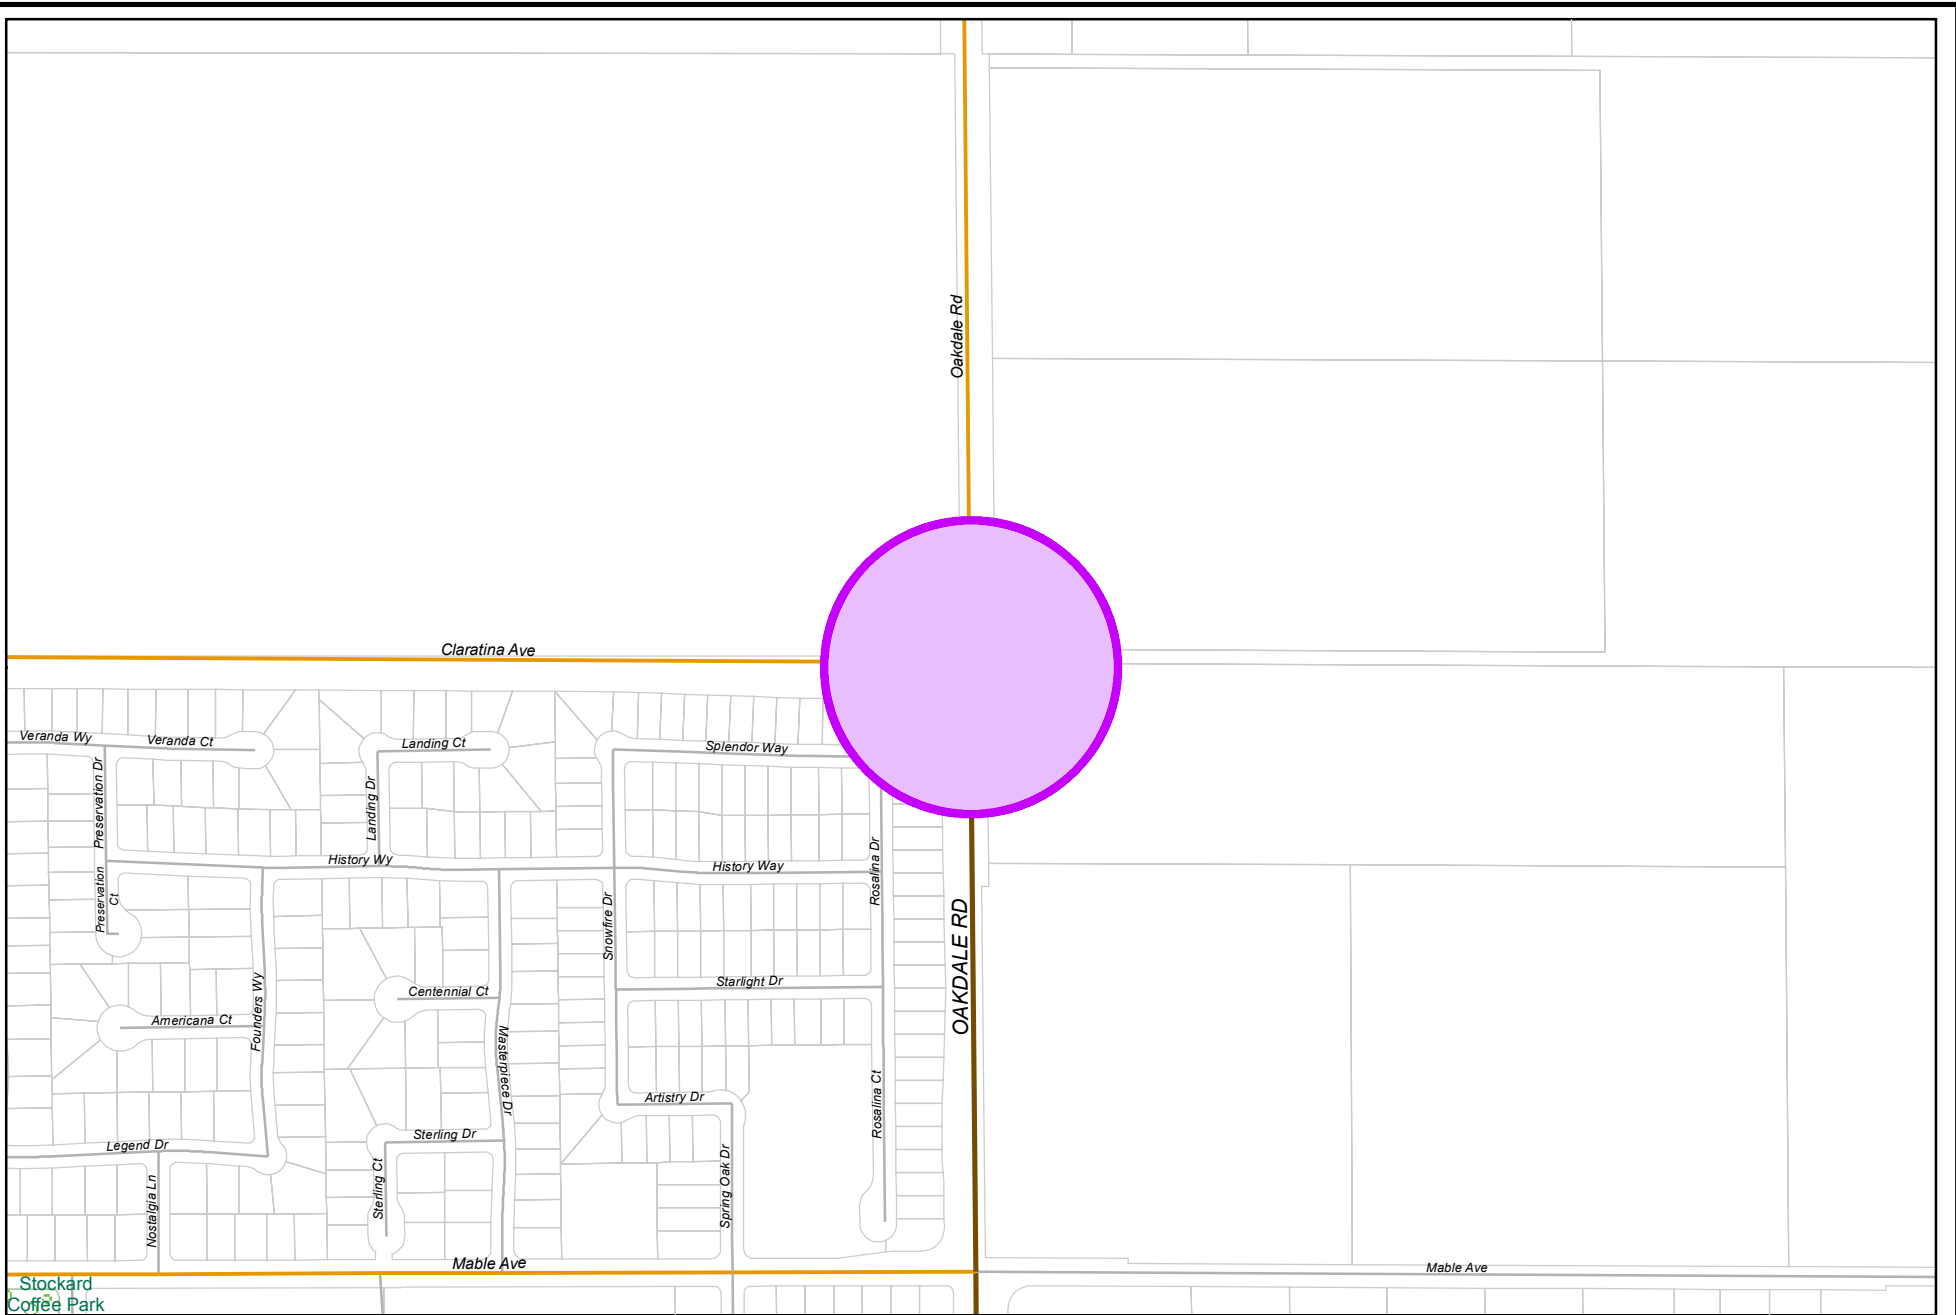 Oakdale Rd
Claratina Ave
Veranda Wy
Veranda Ct
Landing Ct
Splendor Way
Preservation Dr
Landing Dr
History Wy
History Way
Rosalina Dr
Preservation
Ct
Snowfire Dr
OAKDALE RD
Starlight Dr
Centennial Ct
Founders Wy
Americana Ct
Masterpiece Dr
Artistry Dr
Rosalina Ct
Sterling Dr
Legend Dr
Sterling Ct
Spring Oak Dr
Nostalgia Ln
Mable Ave
Mable Ave
Stockard
Coffee Park